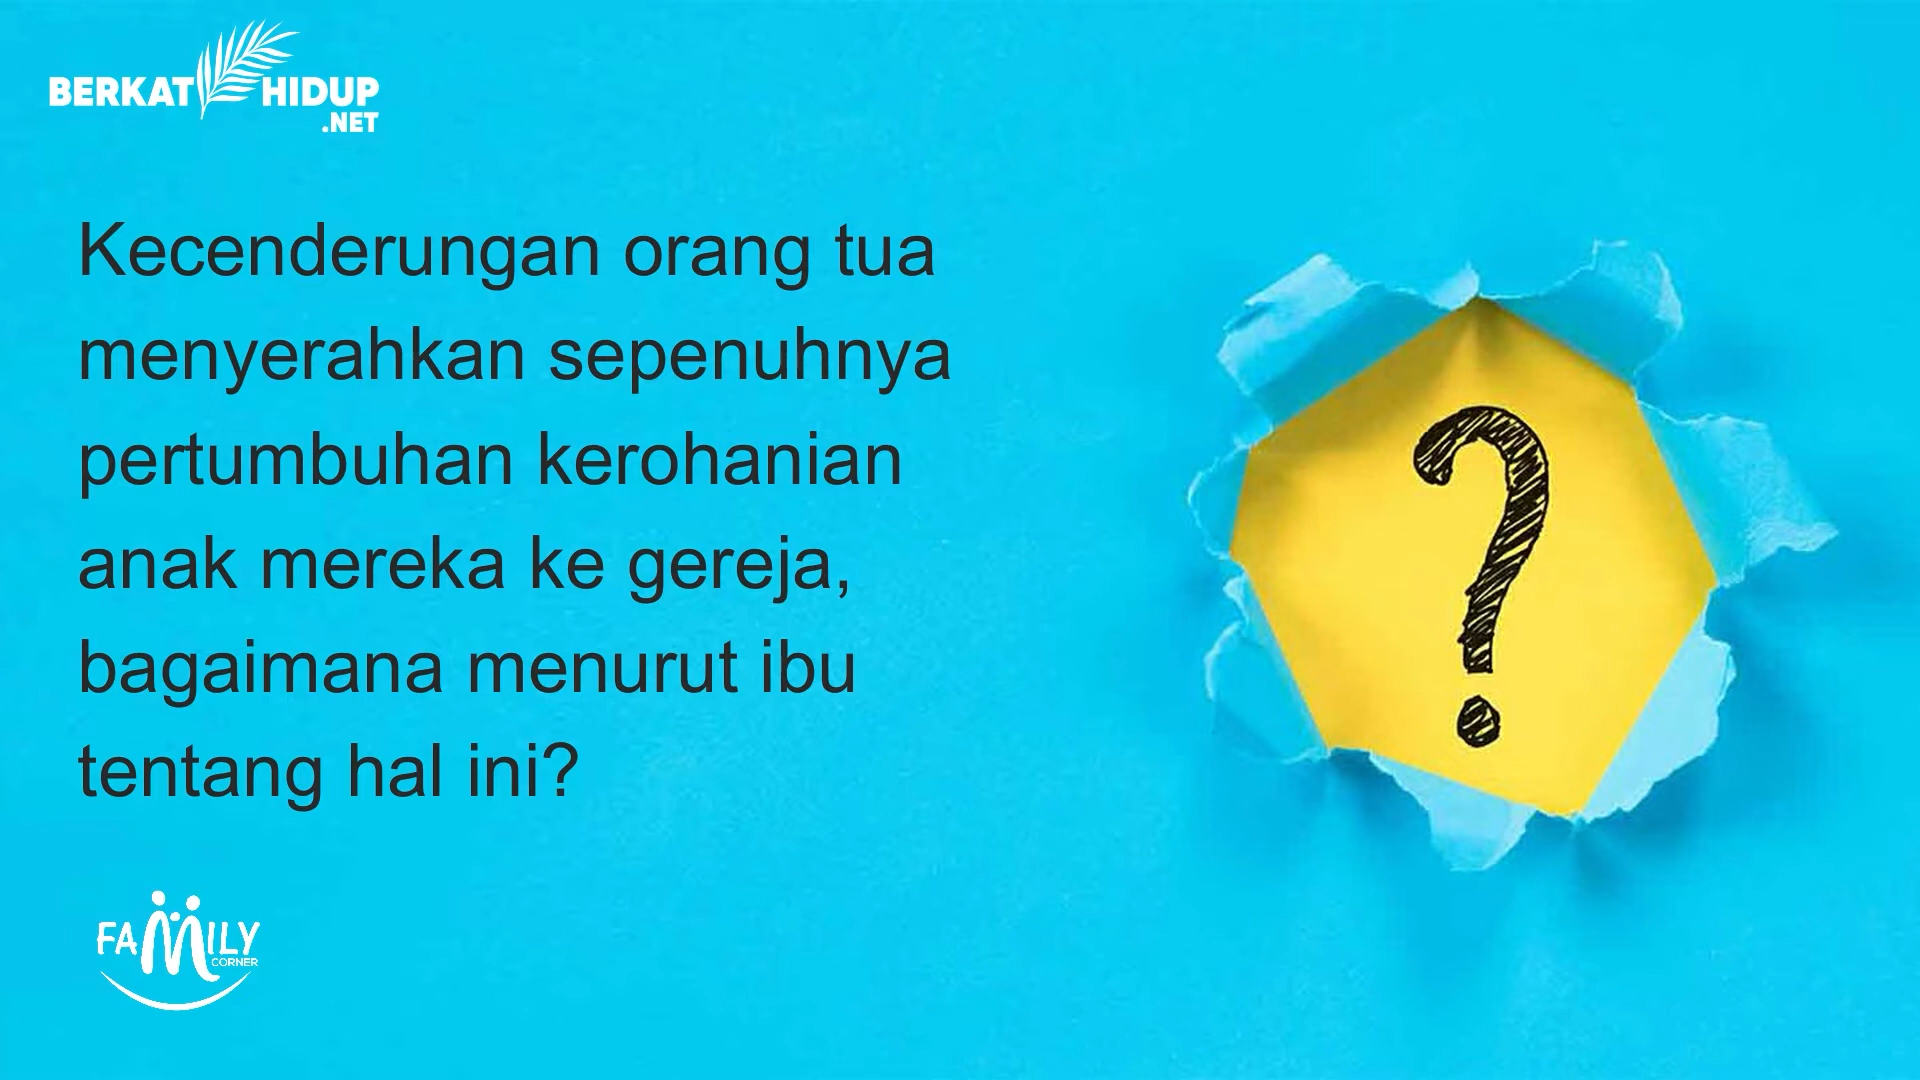 BERKAT HIDUP
.NET
Kecenderungan orang tua
menyerahkan sepenuhnya
pertumbuhan kerohanian
anak mereka ke gereja,
bagaimana menurut ibu
tentang hal ini?
?
FAMILY
CORNER